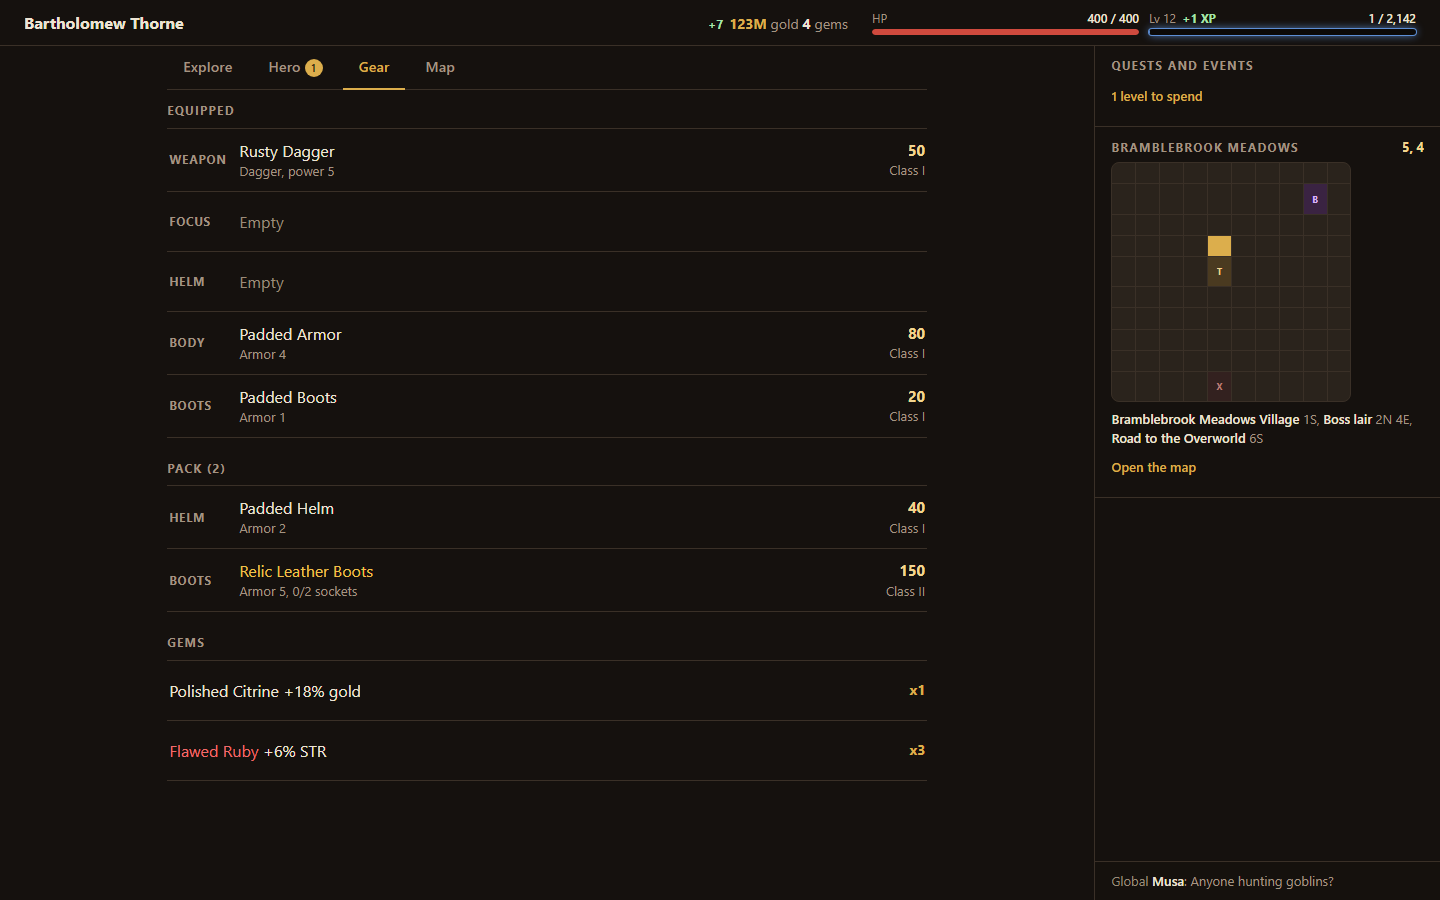 Bartholomew Thorne
+7 123M gold 4 gems
HP 400 / 400
Lv 12 +1 XP 1 / 2,142
Explore
Hero 1
Gear
Map
EQUIPPED
WEAPON
Rusty Dagger
Dagger, power 5
50
Class I
FOCUS
Empty
HELM
Empty
BODY
Padded Armor
Armor 4
80
Class I
BOOTS
Padded Boots
Armor 1
20
Class I
PACK (2)
HELM
Padded Helm
Armor 2
40
Class I
BOOTS
Relic Leather Boots
Armor 5, 0/2 sockets
150
Class II
GEMS
Polished Citrine +18% gold
x1
Flawed Ruby +6% STR
x3
QUESTS AND EVENTS
1 level to spend
BRAMBLEBROOK MEADOWS 5, 4
B
T
X
Bramblebrook Meadows Village 1S, Boss lair 2N 4E,
Road to the Overworld 6S
Open the map
Global Musa: Anyone hunting goblins?